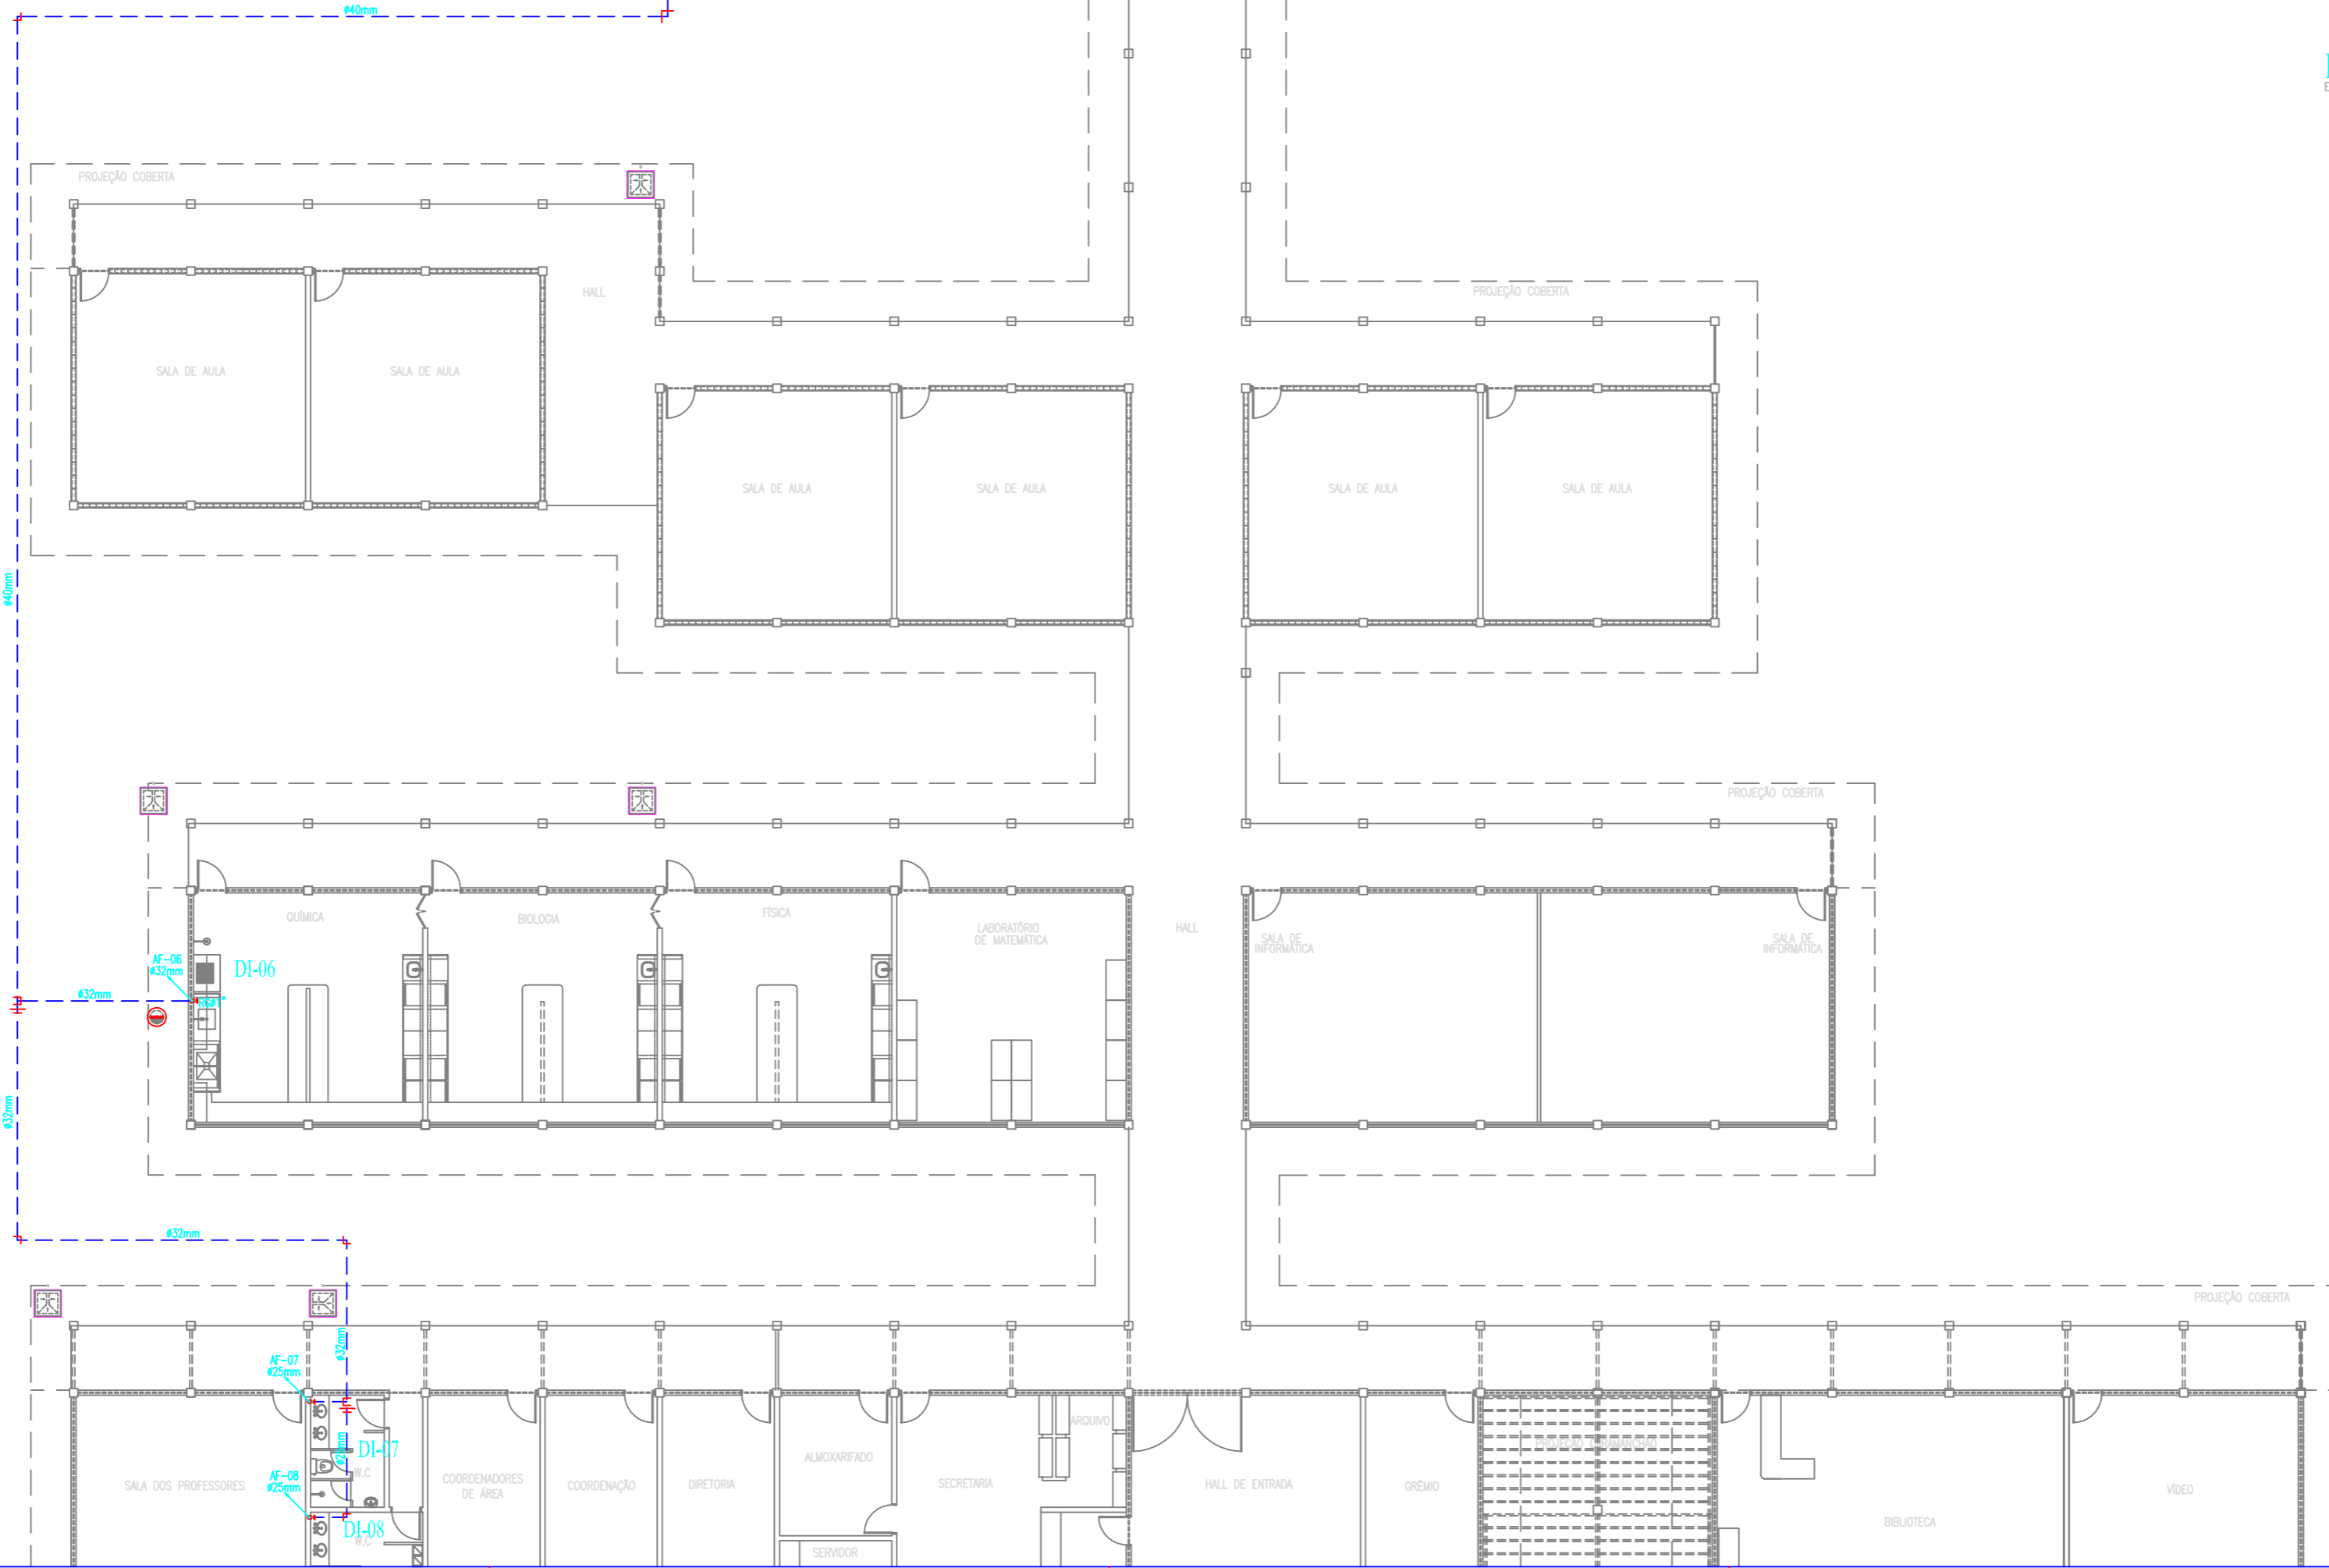 ø40mm
PROJEÇÃO COBERTA
HALL
PROJEÇÃO COBERTA
SALA DE AULA
SALA DE AULA
SALA DE AULA
SALA DE AULA
SALA DE AULA
SALA DE AULA
ø40mm
PROJEÇÃO COBERTA
QUÍMICA
BIOLOGIA
FÍSICA
LABORATÓRIO
DE MATEMÁTICA
HALL
SALA DE
INFORMÁTICA
SALA DE
INFORMÁTICA
AF-06
ø32mm
DI-06
ø32mm
RGø1"
ø32mm
ø32mm
PROJEÇÃO COBERTA
ø32mm
AF-07
ø25mm
ARQUIVO
DI-07
ø25mm
W.C
PROJEÇÃO CARAMANCHÃO
ALMOXARIFADO
AF-08
ø25mm
SALA DOS PROFESSORES
COORDENADORES
DE ÁREA
COORDENAÇÃO
DIRETORIA
SECRETARIA
HALL DE ENTRADA
GRÊMIO
VÍDEO
BIBLIOTECA
DI-08
W.C
SERVIDOR